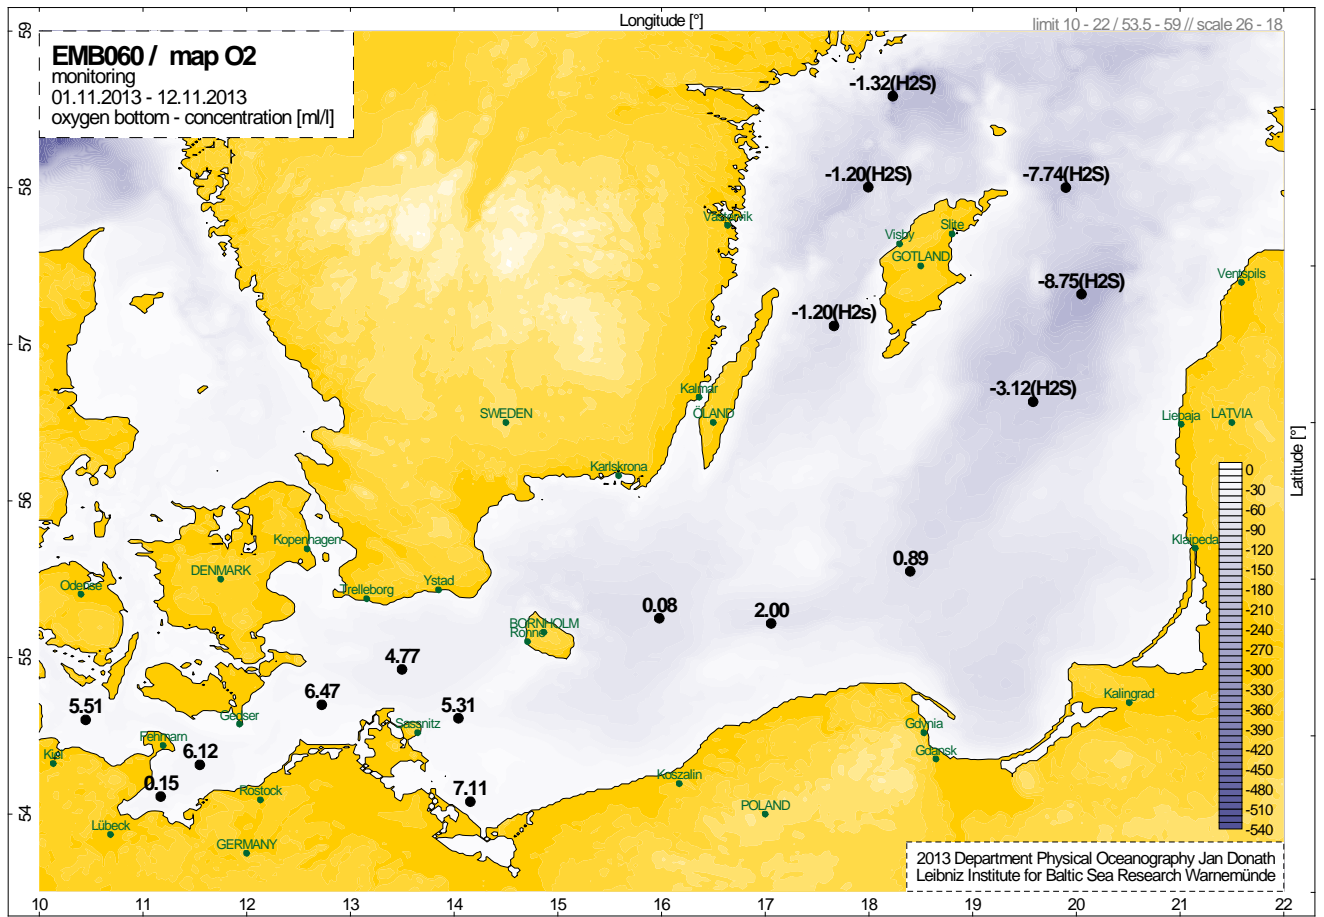 Longitude [°]
limit 10 - 22 / 53.5 - 59 // scale 26 - 18
EMB060 /  map O2
monitoring
01.11.2013 - 12.11.2013
oxygen bottom - concentration [ml/l]
59
58
57
56
55
54
-1.32(H2S)
-1.20(H2S)
-7.74(H2S)
Västervik
Slite
Visby
GOTLAND
-8.75(H2S)
Ventspils
-1.20(H2s)
Kalmar
-3.12(H2S)
SWEDEN
ÖLAND
Liepaja
LATVIA
Latitude [°]
Karlskrona
Kopenhagen
Klaipeda
DENMARK
0.89
Odense
Trelleborg
Ystad
0.08
2.00
BORNHOLM
Ronne
4.77
6.47
5.51
5.31
Gedser
Sassnitz
Kalingrad
Gdynia
Fehmarn
6.12
Kiel
Gdansk
0.15
Rostock
7.11
Koszalin
Lübeck
POLAND
GERMANY
0
-30
-60
-90
-120
-150
-180
-210
-240
-270
-300
-330
-360
-390
-420
-450
-480
-510
-540
2013 Department Physical Oceanography Jan Donath
Leibniz Institute for Baltic Sea Research Warnemünde
10 11 12 13 14 15 16 17 18 19 20 21 22